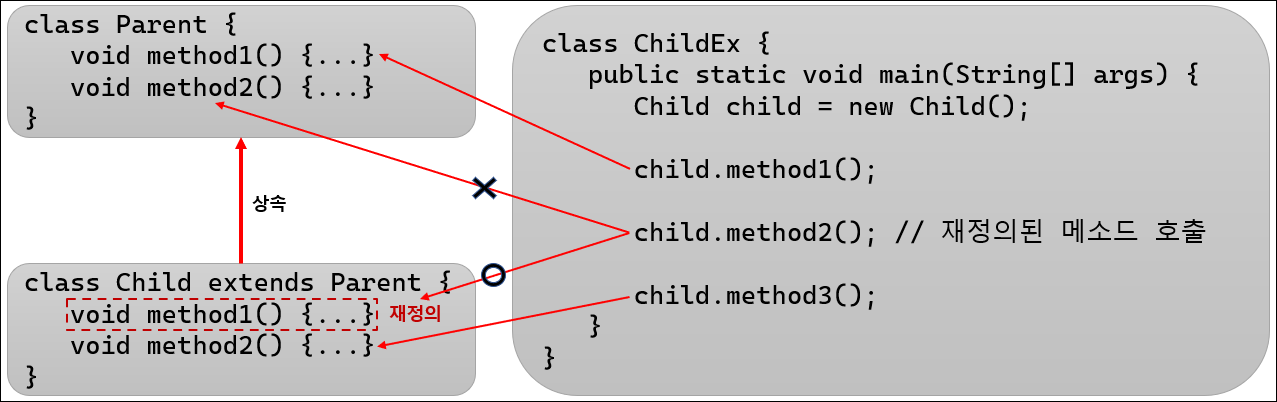 class Parent {
void method1() {...}
void method2() {...}
}
상속
class Child extends Parent {
void method1() {...} 재정의
void method2() {...}
}
class ChildEx {
public static void main(String[] args) {
Child child = new Child();
child.method1();
child.method2(); // 재정의된 메소드 호출
child.method3();
}
}